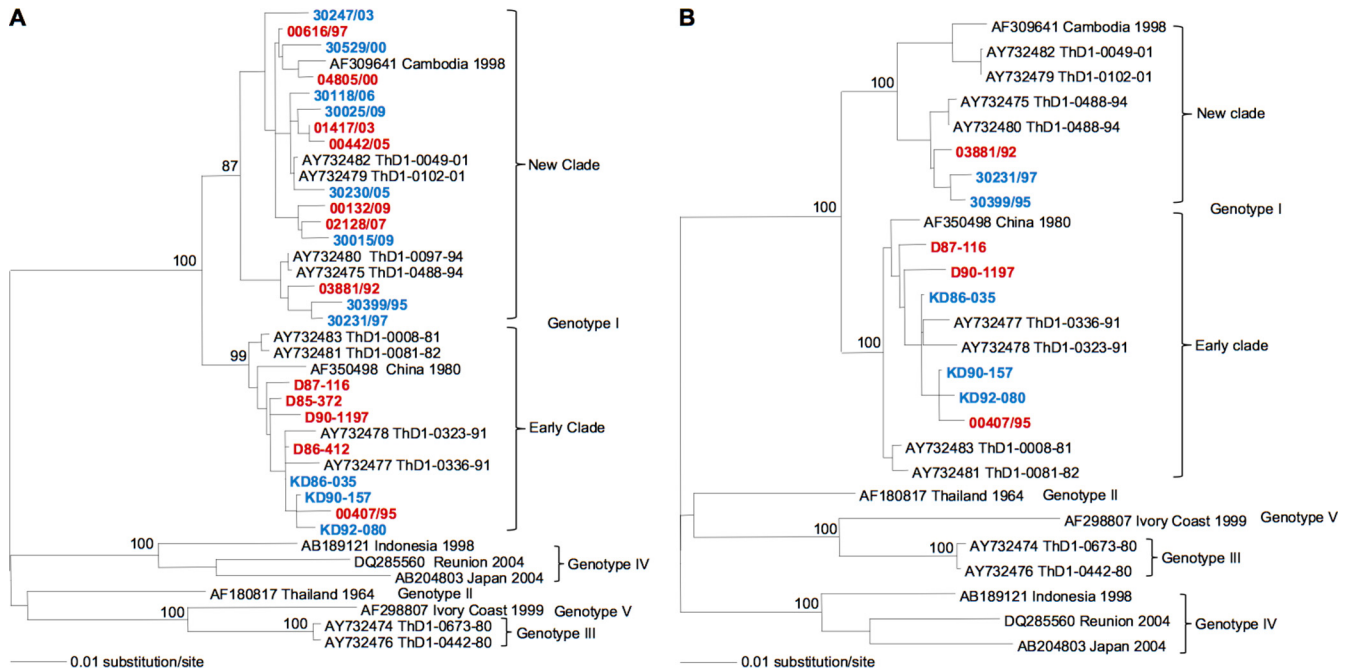 A
30247/03
00616/97
30529/00
AF309641 Cambodia 1998
04805/00
30118/06
30025/09
01417/03
00442/05
87
AY732482 ThD1-0049-01
New Clade
AY732479 ThD1-0102-01
30230/05
00132/09
02128/07
30015/09
100
AY732480 ThD1-0097-94
AY732475 ThD1-0488-94
03881/92
30399/95
30231/97
Genotype I
AY732483 ThD1-0008-81
99
AY732481 ThD1-0081-82
AF350498 China 1980
D87-116
D85-372
D90-1197
AY732478 ThD1-0323-91
Early Clade
D86-412
AY732477 ThD1-0336-91
KD86-035
KD90-157
00407/95
KD92-080
100
AB189121 Indonesia 1998
DQ285560 Reunion 2004
Genotype IV
AB204803 Japan 2004
AF180817 Thailand 1964 Genotype II
100
AF298807 Ivory Coast 1999 Genotype V
100
AY732474 ThD1-0673-80
Genotype III
AY732476 ThD1-0442-80
0.01 substitution/site
B
AF309641 Cambodia 1998
AY732482 ThD1-0049-01
AY732479 ThD1-0102-01
100
AY732475 ThD1-0488-94
New clade
AY732480 ThD1-0488-94
03881/92
30231/97
30399/95
100
Genotype I
AF350498 China 1980
D87-116
D90-1197
KD86-035
AY732477 ThD1-0336-91
100
AY732478 ThD1-0323-91
Early clade
KD90-157
KD92-080
00407/95
AY732483 ThD1-0008-81
AY732481 ThD1-0081-82
AF180817 Thailand 1964 Genotype II
100
AF298807 Ivory Coast 1999 Genotype V
100
AY732474 ThD1-0673-80
Genotype III
AY732476 ThD1-0442-80
100
AB189121 Indonesia 1998
DQ285560 Reunion 2004
Genotype IV
AB204803 Japan 2004
0.01 substitution/site